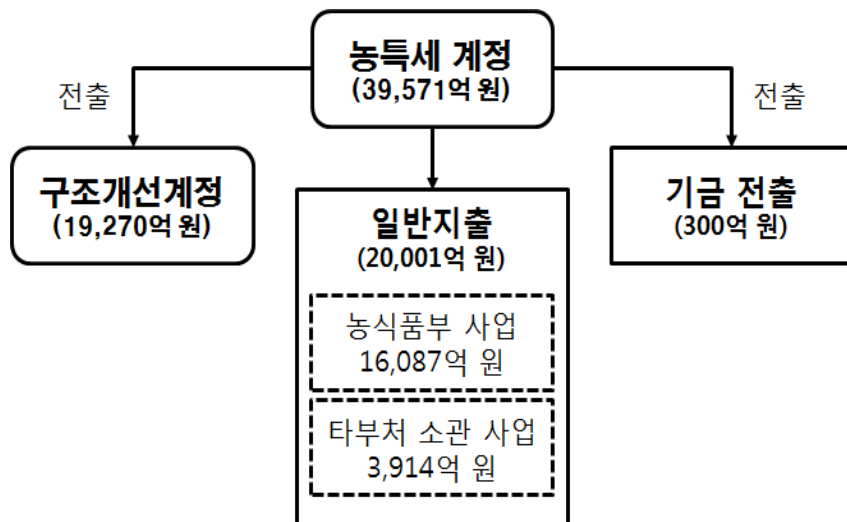 농특세 계정
(39,571억 원)
전출
전출
구조개선계정
(19,270억 원)
일반지출
(20,001억 원)
농식품부 사업
16,087억 원
타부처 소관 사업
3,914억 원
기금 전출
(300억 원)